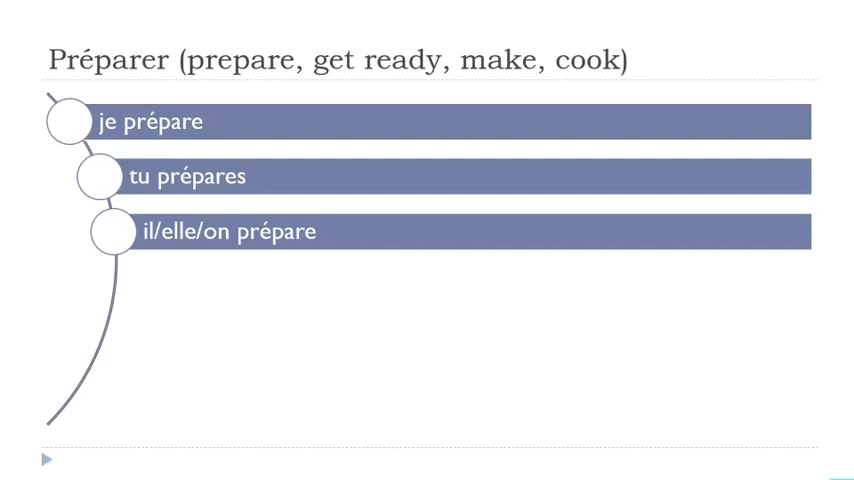 Préparer (prepare, get ready, make, cook)
je prépare
tu prépares
il/elle/on prépare